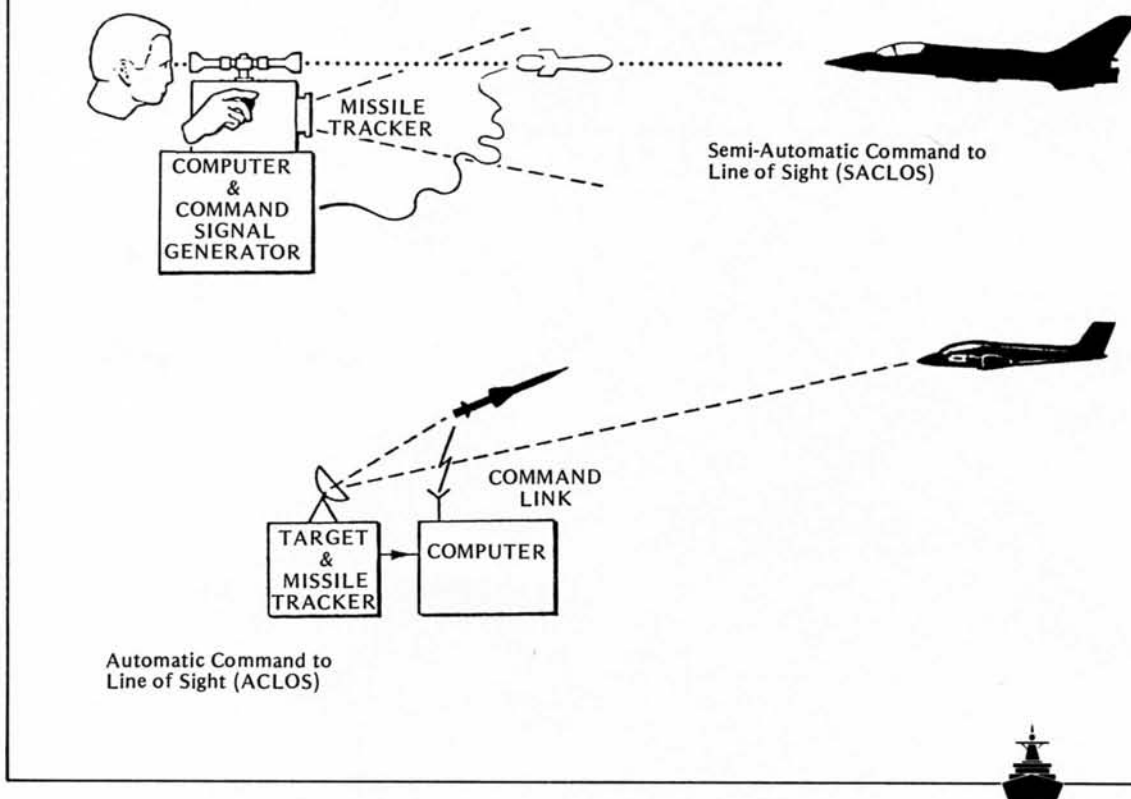 MISSILE
TRACKER
COMPUTER
&
COMMAND
SIGNAL
GENERATOR
Semi-Automatic Command to
Line of Sight (SACLOS)
COMMAND
LINK
TARGET
&
MISSILE
TRACKER
COMPUTER
Automatic Command to
Line of Sight (ACLOS)